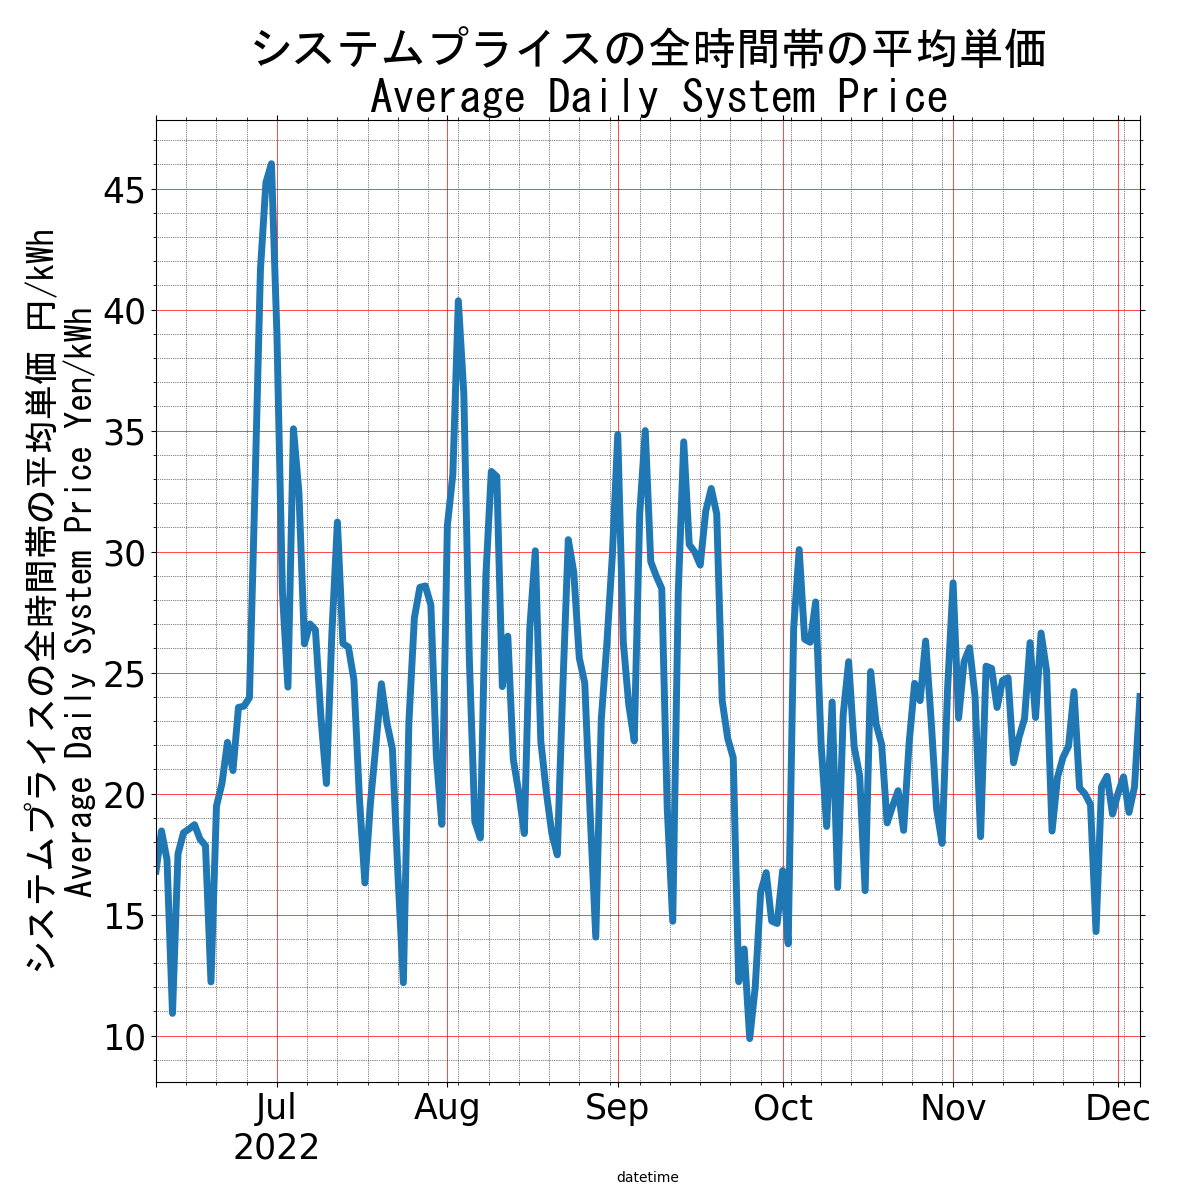 システムプライスの全時間帯の平均単価
Average Daily System Price
システムプライスの全時間帯の平均単価 円/kWh
Average Daily System Price Yen/kWh
45
40
35
30
25
20
15
10
Jul
2022
Aug
Sep
Oct
Nov
Dec
datetime